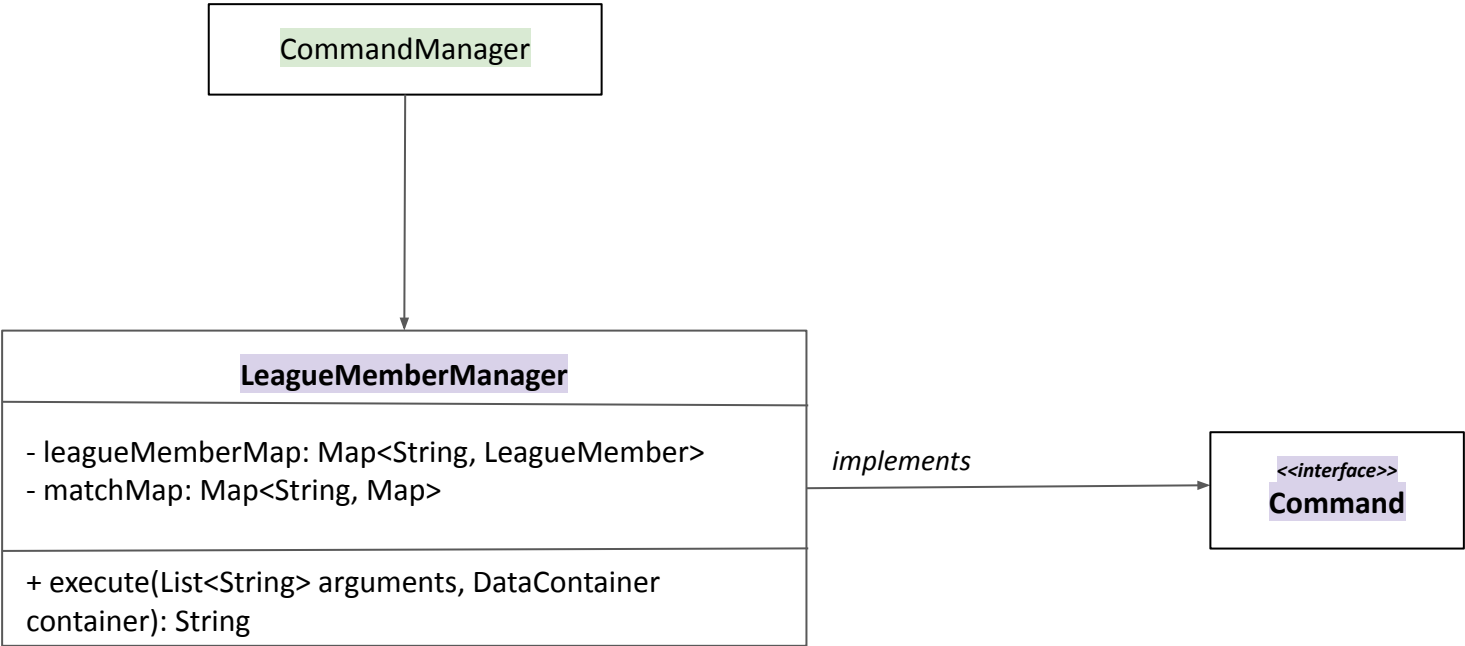 CommandManager
LeagueMemberManager
- leagueMemberMap: Map<String, LeagueMember>
- matchMap: Map<String, Map>
+ execute(List<String> arguments, DataContainer
container): String
implements
<<interface>>
Command